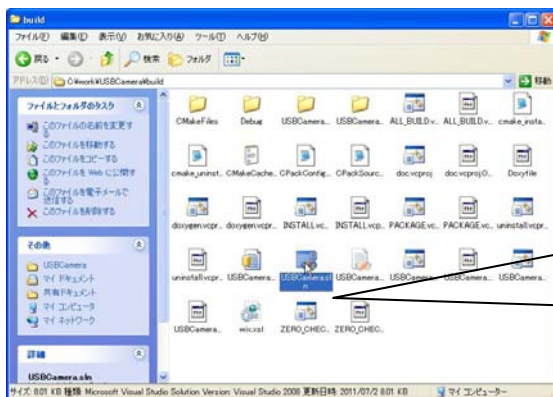 build
ファイル(F) 編集(E) 表示(V) お気に入り(A) ツール(T) ヘルプ(H)
戻る 検索 フォルダ
アドレス(D) C:¥work¥USBCamera¥build 移動
ファイルとフォルダのタスク
このファイルの名前を変更する
このファイルを移動する
このファイルをコピーする
このファイルを Web に公開する
このファイルを電子メールで送信する
このファイルを削除する
その他
USBCamera
マイ ドキュメント
共有ドキュメント
マイ コンピュータ
マイ ネットワーク
詳細
USBCamera.sln
CMakeFiles Debug USBCamera... USBCamera... ALL_BUILD.v... ALL_BUILD.v... cmake_insta...
cmake_uninst... CMakeCache... CPackConfig... CPackSourc... doc.vcproj doc.vcproj.0... Doxyfile
doxygen.vcpr... doxygen.vcpr... INSTALL.vc... INSTALL.vcp... PACKAGE.vc... PACKAGE.vc... uninstall.vcpr...
uninstall.vcpr... USBCamera... USBCamera.sln USBCamera... USBCamera... USBCamera... USBCamera...
USBCamera... wix.xsl ZERO_CHEC... ZERO_CHEC...
サイズ: 8.01 KB 種類: Microsoft Visual Studio Solution Version: Visual Studio 2008 更新日時: 2011/07/2 8.01 KB マイ コンピューター